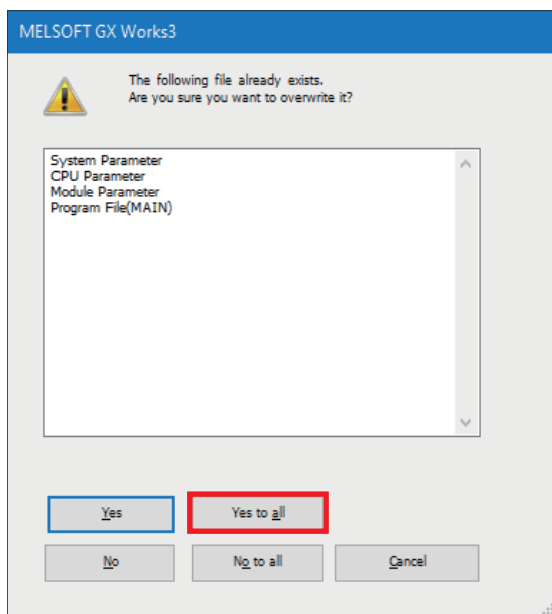 MELSOFT GX Works3
The following file already exists.
Are you sure you want to overwrite it?
System Parameter
CPU Parameter
Module Parameter
Program File(MAIN)
Yes
Yes to all
No
No to all
Cancel